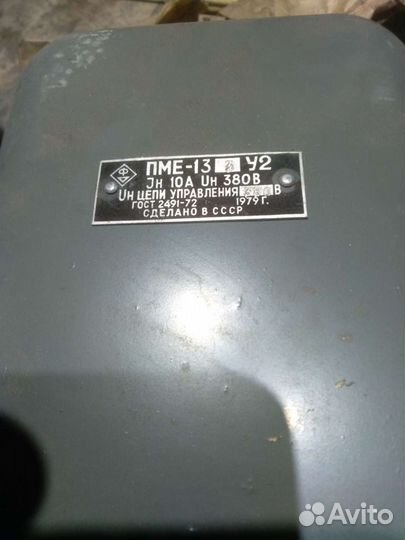 ПМЕ-13 У2
Jн 10А Uн 380В
Uн ЦЕПИ УПРАВЛЕНИЯ В
ГОСТ 2491-72 1979 Г.
СДЕЛАНО В СССР
Avito